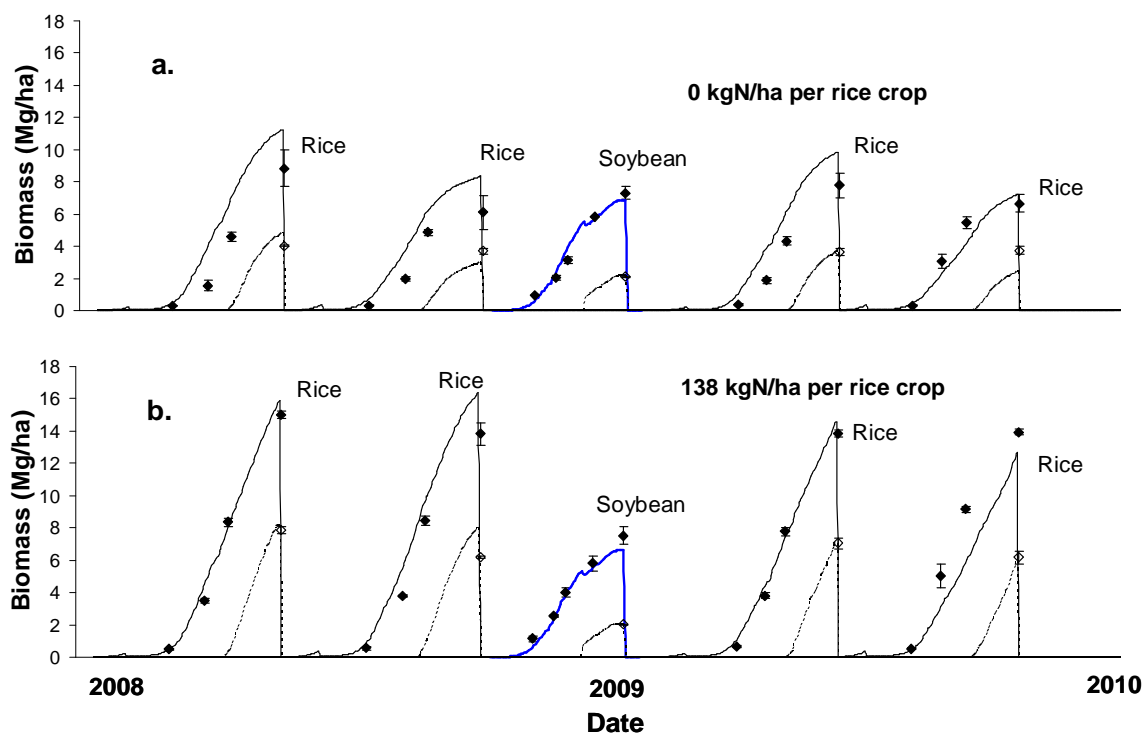 18
16
14
12
10
8
6
4
2
0
Biomass (Mg/ha)
a.
0 kgN/ha per rice crop
Rice
Rice
Soybean
Rice
Rice
18
16
14
12
10
8
6
4
2
0
Biomass (Mg/ha)
b.
138 kgN/ha per rice crop
Rice
Rice
Soybean
Rice
Rice
2008
2009
2010
Date